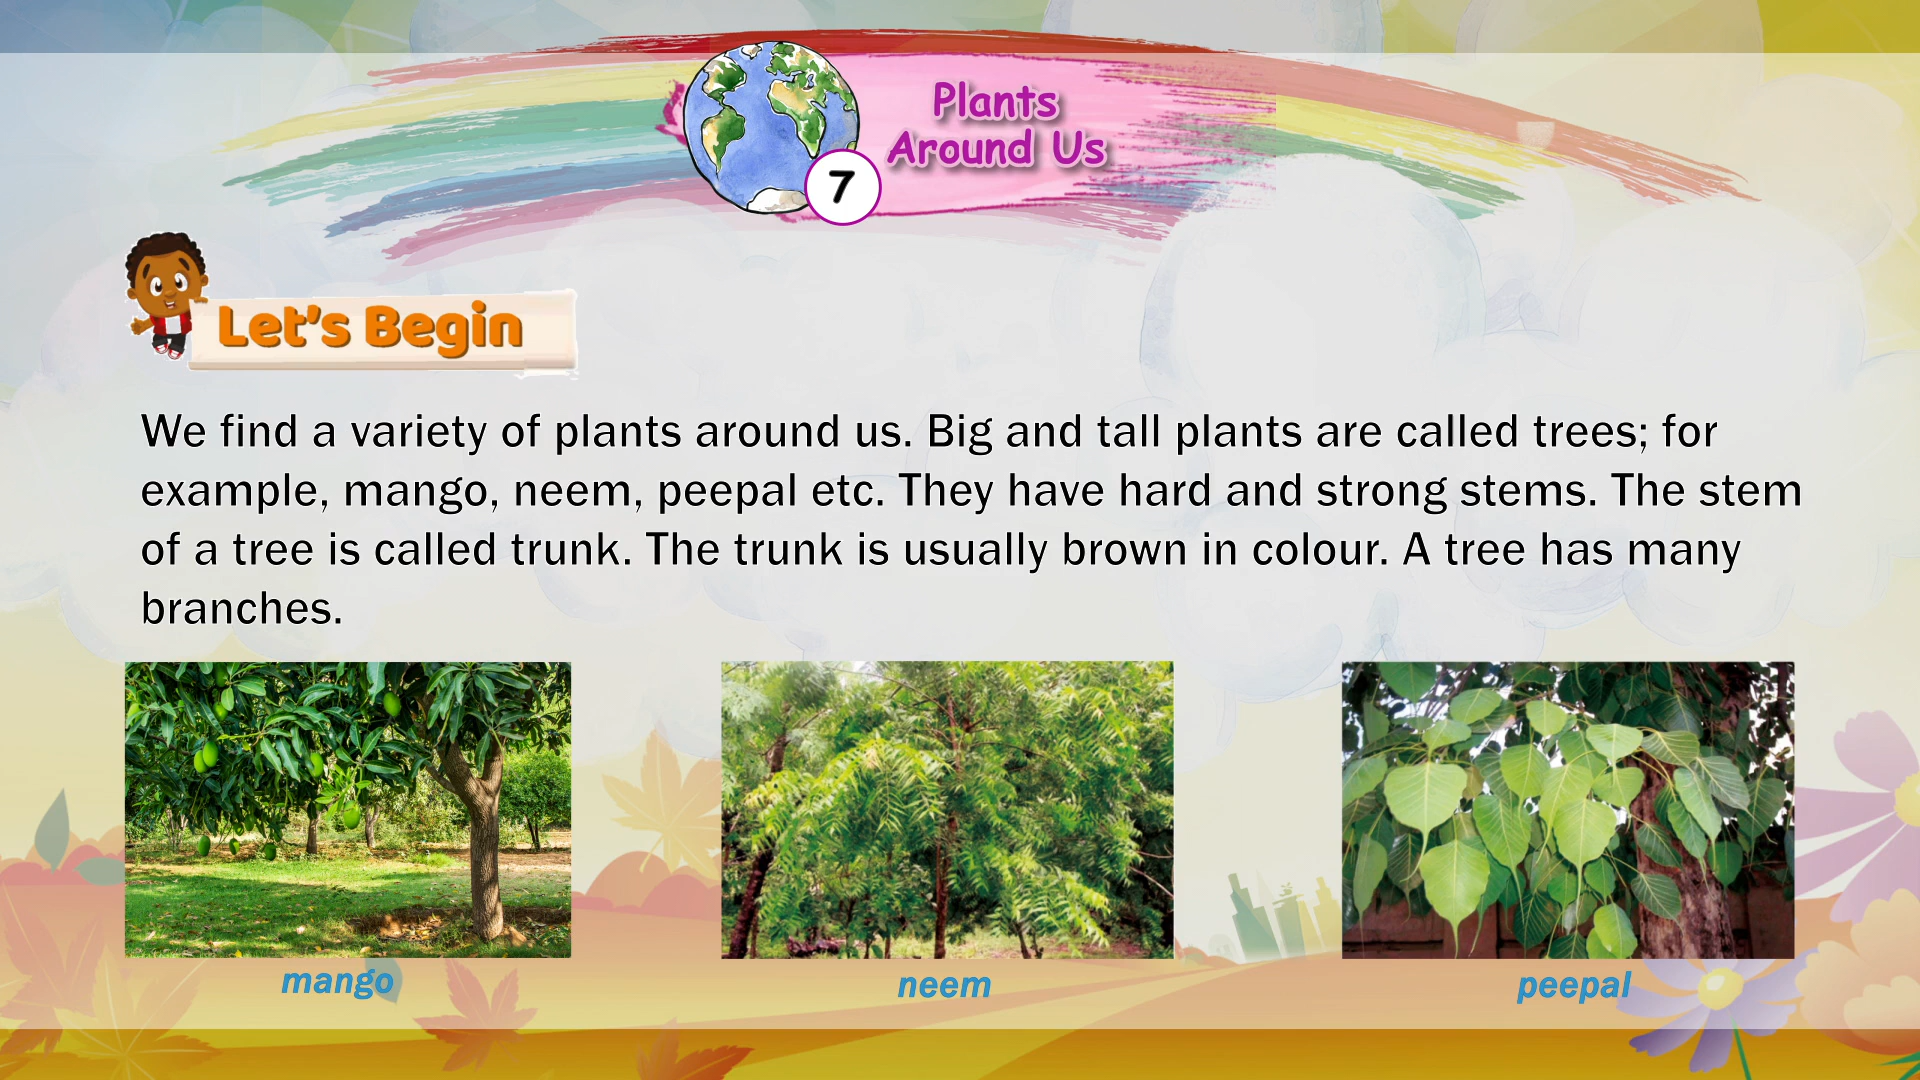 Plants
Around Us
7
Let's Begin
We find a variety of plants around us. Big and tall plants are called trees; for
example, mango, neem, peepal etc. They have hard and strong stems. The stem
of a tree is called trunk. The trunk is usually brown in colour. A tree has many
branches.
mango
neem
peepal